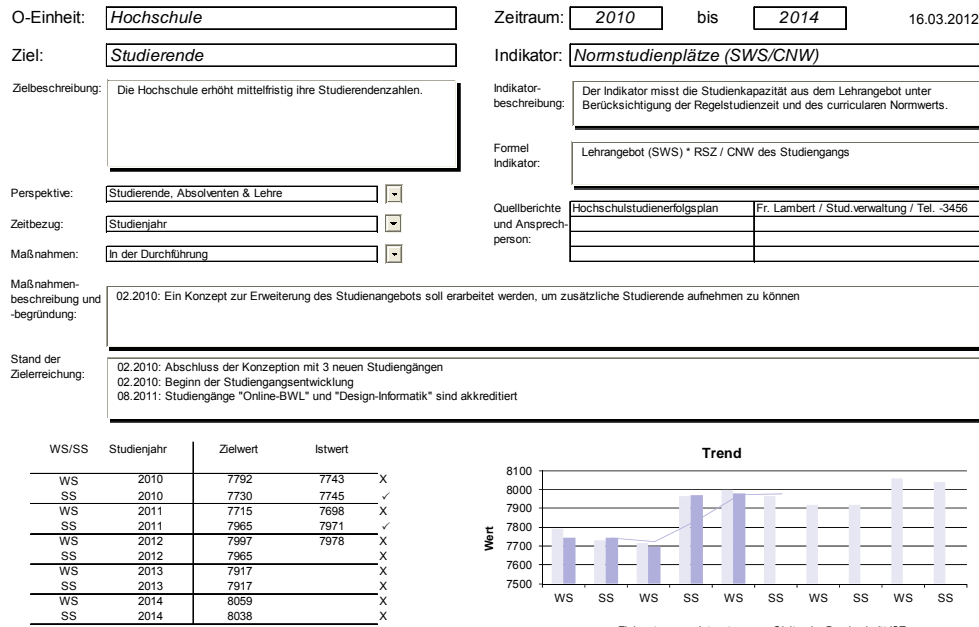 O-Einheit: Hochschule
Zeitraum: 2010 bis 2014 16.03.2012
Ziel: Studierende
Indikator: Normstudienplätze (SWS/CNW)
Zielbeschreibung: Die Hochschule erhöht mittelfristig ihre Studierendenzahlen.
Indikator-
beschreibung:
Der Indikator misst die Studienkapazität aus dem Lehrangebot unter
Berücksichtigung der Regelstudienzeit und des curricularen Normwerts.
Formel
Indikator:
Lehrangebot (SWS) * RSZ / CNW des Studiengangs
Perspektive: Studierende, Absolventen & Lehre
Zeitbezug: Studienjahr
Maßnahmen: In der Durchführung
Quellberichte
und Ansprech-
person:
Hochschulstudienerfolgsplan Fr. Lambert / Stud.verwaltung / Tel. -3456
Maßnahmen-
beschreibung und
-begründung:
02.2010: Ein Konzept zur Erweiterung des Studienangebots soll erarbeitet werden, um zusätzliche Studierende aufnehmen zu können
Stand der
Zielerreichung:
02.2010: Abschluss der Konzeption mit 3 neuen Studiengängen
02.2010: Beginn der Studiengangsentwicklung
08.2011: Studiengänge "Online-BWL" und "Design-Informatik" sind akkreditiert
WS/SS Studienjahr Zielwert Istwert
WS 2010 7792 7743 X
SS 2010 7730 7745 ✓
WS 2011 7715 7698 X
SS 2011 7965 7971 ✓
WS 2012 7997 7978 X
SS 2012 7965 X
WS 2013 7917 X
SS 2013 7917 X
WS 2014 8059 X
SS 2014 8038 X
Trend
Wert
8100
8000
7900
7800
7700
7600
7500
WS SS WS SS WS SS WS SS WS SS